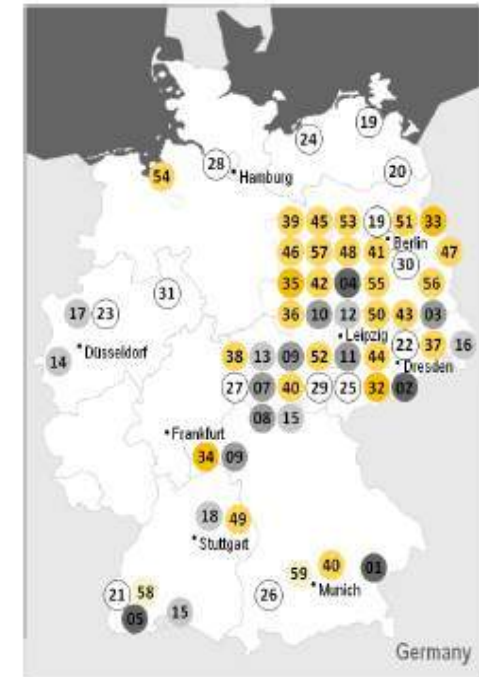 19
24
28
Hamburg
20
54
39 45 53 19 51 33
Berlin
46 57 48 41 30 47
35 42 04 55 56
31
36 10 12 50 43 03
17 23
Leipzig
Düsseldorf
14
38 13 09 52 11 44 22 37 16
Dresden
27 07 40 29 25 32 02
08 15
Frankfurt
34 09
18 49
Stuttgart
59 40 01
Munich
21 58 26
05 15
Germany